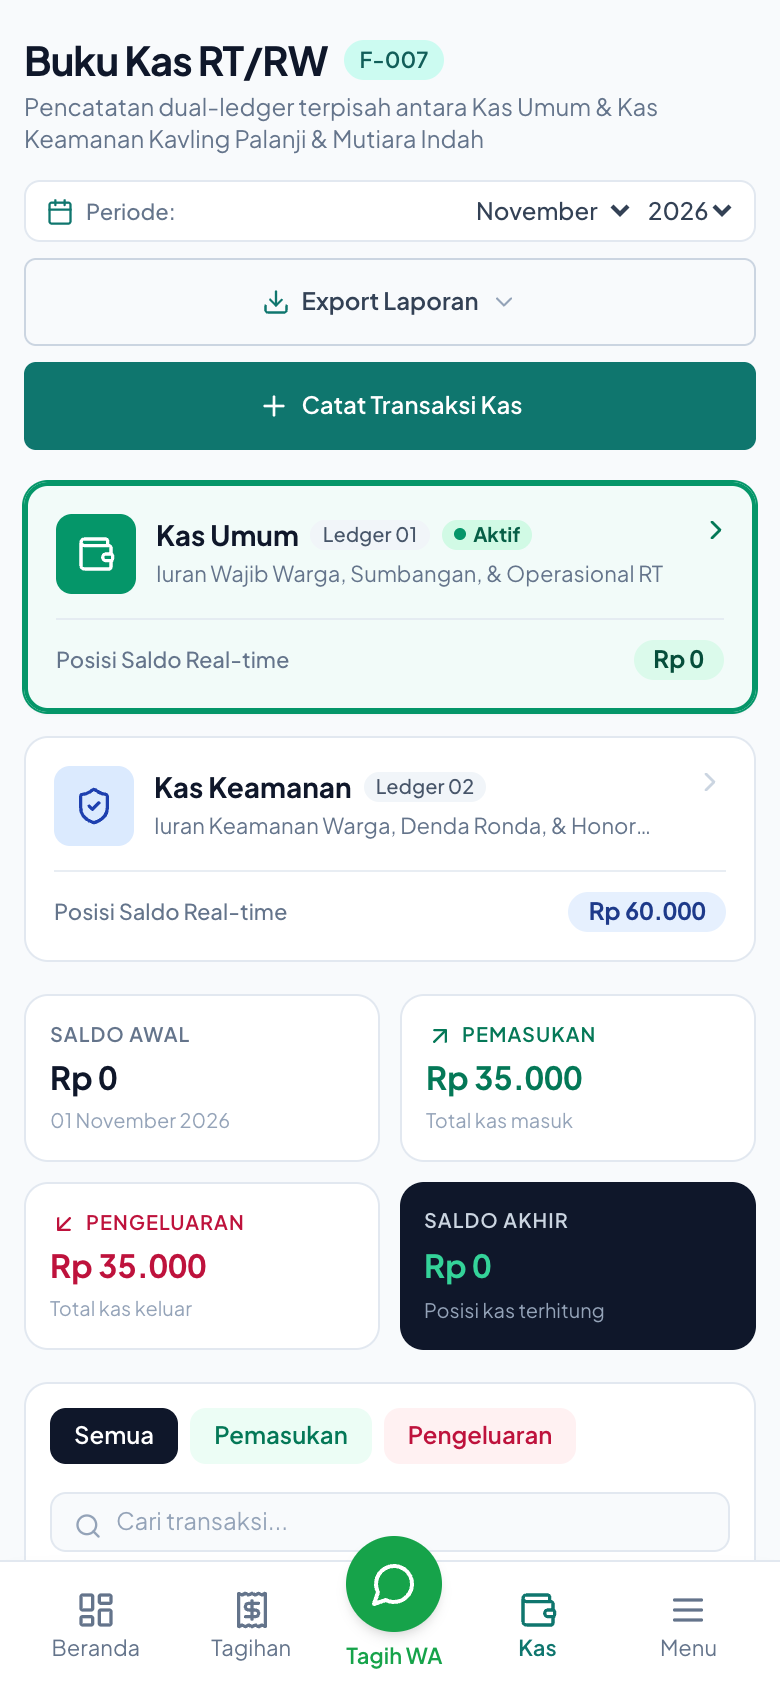 Buku Kas RT/RW F-007
Pencatatan dual-ledger terpisah antara Kas Umum & Kas
Keamanan Kavling Palanji & Mutiara Indah
Periode: November 2026
Export Laporan
Catat Transaksi Kas
Kas Umum Ledger 01 Aktif
Iuran Wajib Warga, Sumbangan, & Operasional RT
Posisi Saldo Real-time Rp 0
Kas Keamanan Ledger 02
Iuran Keamanan Warga, Denda Ronda, & Honor...
Posisi Saldo Real-time Rp 60.000
SALDO AWAL
Rp 0
01 November 2026
PEMASUKAN
Rp 35.000
Total kas masuk
PENGELUARAN
Rp 35.000
Total kas keluar
SALDO AKHIR
Rp 0
Posisi kas terhitung
Semua Pemasukan Pengeluaran
Cari transaksi...
Beranda Tagihan Tagih WA Kas Menu